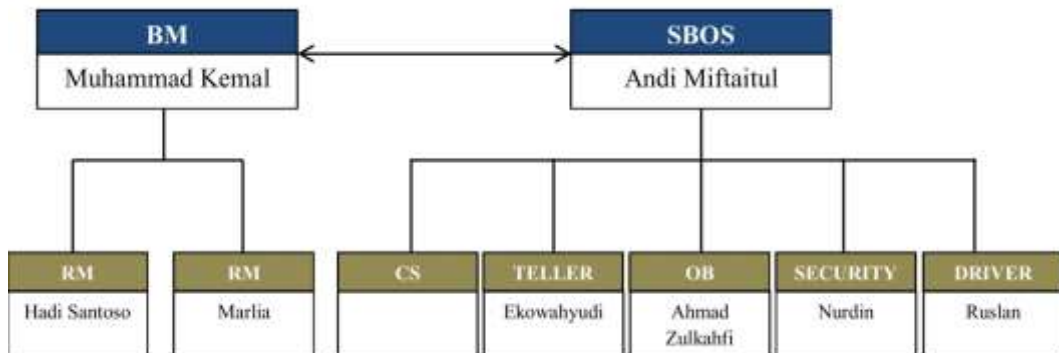 BM
SBOS
Muhammad Kemal
Andi Miftaitul
RM
RM
CS
TELLER
OB
SECURITY
DRIVER
Hadi Santoso
Marlia
Ekowahyudi
Ahmad
Zulkahfi
Nurdin
Ruslan